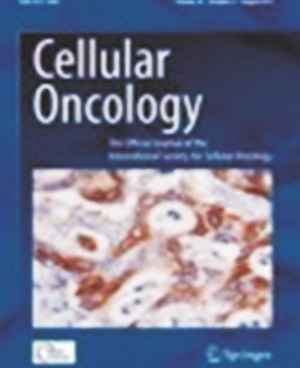 Cellular
Oncology
The Official Journal of the
International Society for Cellular Oncology
Springer